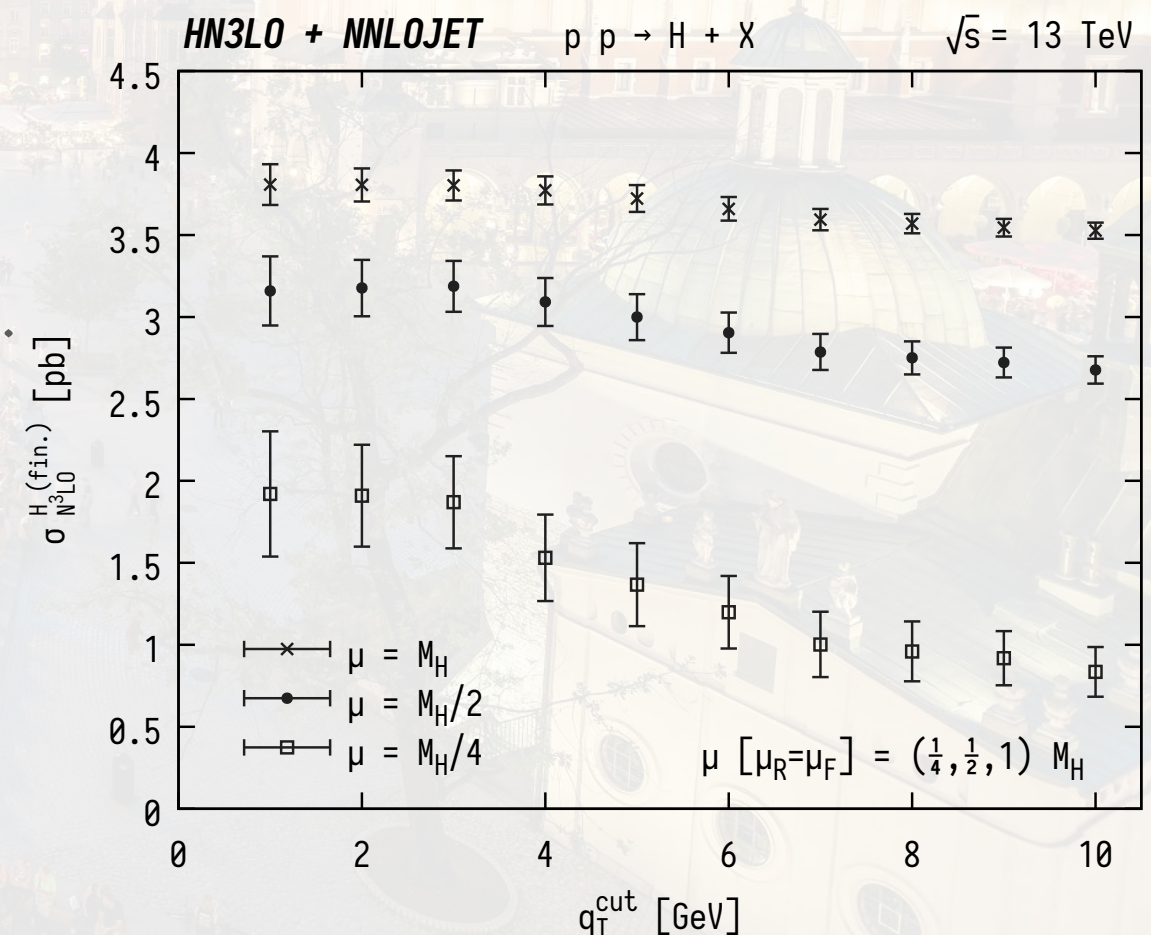 HN3LO + NNLOJET p p → H + X √s = 13 TeV
4.5
4
3.5
3
2.5
2
1.5
1
0.5
0
σ^{H (fin.)}_{N³LO} [pb]
μ = M_H
μ = M_H/2
μ = M_H/4
μ [μ_R=μ_F] = (1/4,1/2,1) M_H
0 2 4 6 8 10
q_T^{cut} [GeV]